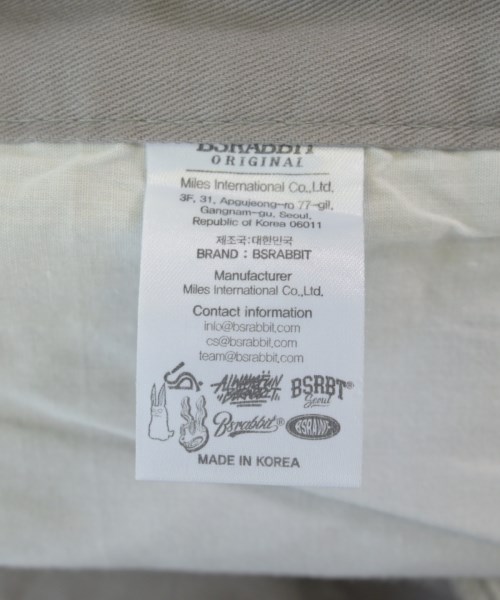 BSRABBIT
ORIGINAL
Miles International Co.,Ltd.
3F, 31, Apgujeong-ro 77-gil,
Gangnam-gu, Seoul,
Republic of Korea 06011
제조국:대한민국
BRAND : BSRABBIT
Manufacturer
Miles International Co.,Ltd.
Contact information
info@bsrabbit.com
cs@bsrabbit.com
team@bsrabbit.com
BSRBT®
Seoul
Bsrabbit®
BSRABBIT
MADE IN KOREA